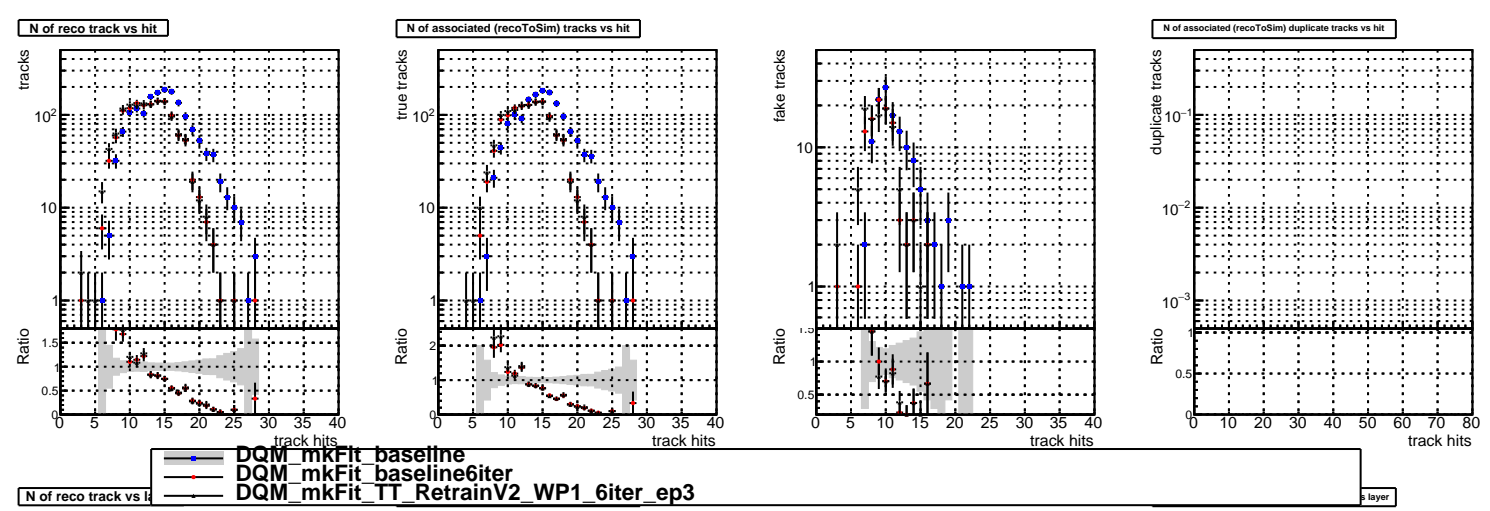 N of reco track vs hit
N of associated (recoToSim) tracks vs hit
N of associated (recoToSim) duplicate tracks vs hit
tracks
10²
10
1
Ratio
1.5
1
0.5
0
0 5 10 15 20 25 30 35 40
track hits
true tracks
10²
10
1
Ratio
2
1
0
0 5 10 15 20 25 30 35 40
track hits
fake tracks
10
1
Ratio
1.5
1
0.5
0 5 10 15 20 25 30 35 40
track hits
duplicate tracks
10⁻¹
10⁻²
10⁻³
Ratio
1
0.5
0
0 10 20 30 40 50 60 70 80
track hits
DQM_mkFit_baseline
DQM_mkFit_baseline6iter
DQM_mkFit_TT_RetrainV2_WP1_6iter_ep3
N of reco track vs la
s layer